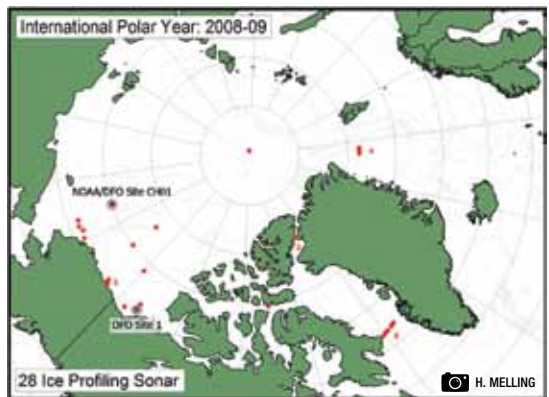 International Polar Year: 2008-09
NOAA/DFO Site CH01
DFO Site 1
28 Ice Profiling Sonar
H. MELLING